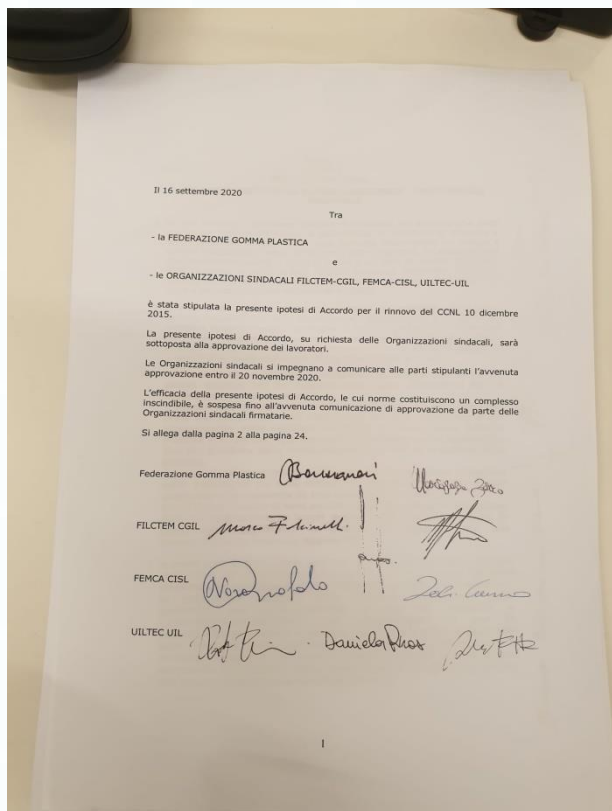 Il 16 settembre 2020
Tra
- la FEDERAZIONE GOMMA PLASTICA
e
- le ORGANIZZAZIONI SINDACALI FILCTEM-CGIL, FEMCA-CISL, UILTEC-UIL
è stata stipulata la presente ipotesi di Accordo per il rinnovo del CCNL 10 dicembre
2015.
La presente ipotesi di Accordo, su richiesta delle Organizzazioni sindacali, sarà
sottoposta alla approvazione dei lavoratori.
Le Organizzazioni sindacali si impegnano a comunicare alle parti stipulanti l'avvenuta
approvazione entro il 20 novembre 2020.
L'efficacia della presente ipotesi di Accordo, le cui norme costituiscono un complesso
inscindibile, è sospesa fino all'avvenuta comunicazione di approvazione da parte delle
Organizzazioni sindacali firmatarie.
Si allega dalla pagina 2 alla pagina 24.
Federazione Gomma Plastica
FILCTEM CGIL Marco
FEMCA CISL
UILTEC UIL Daniela
1